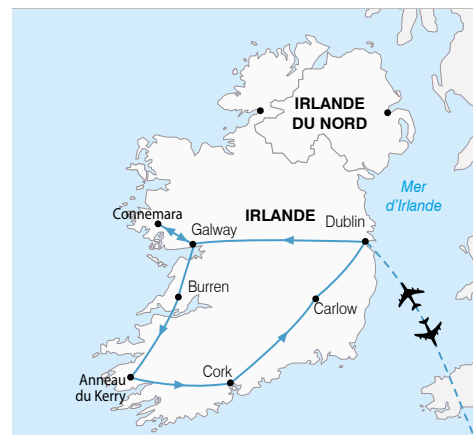 IRLANDE
DU NORD
Mer
d'Irlande
Connemara
IRLANDE
Dublin
Galway
Burren
Carlow
Anneau
du Kerry
Cork